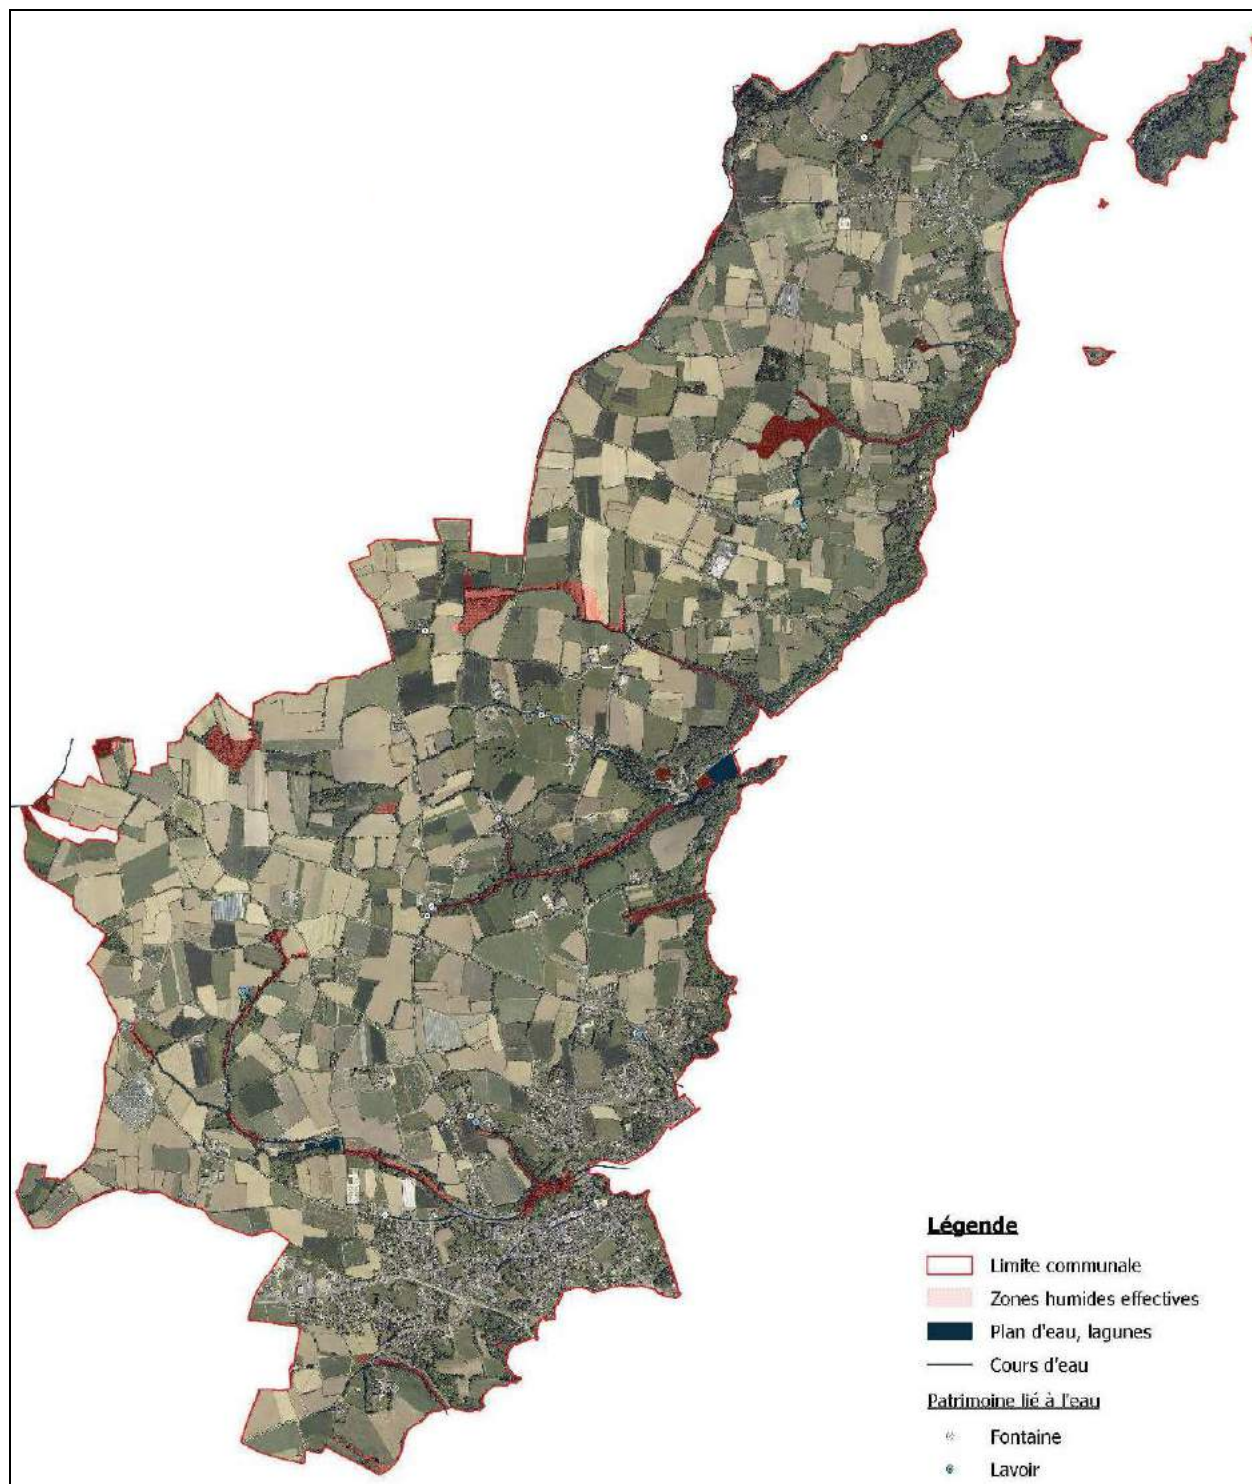 Légende
Limite communale
Zones humides effectives
Plan d'eau, lagunes
Cours d'eau
Patrimoine lié à l'eau
Fontaine
Lavoir